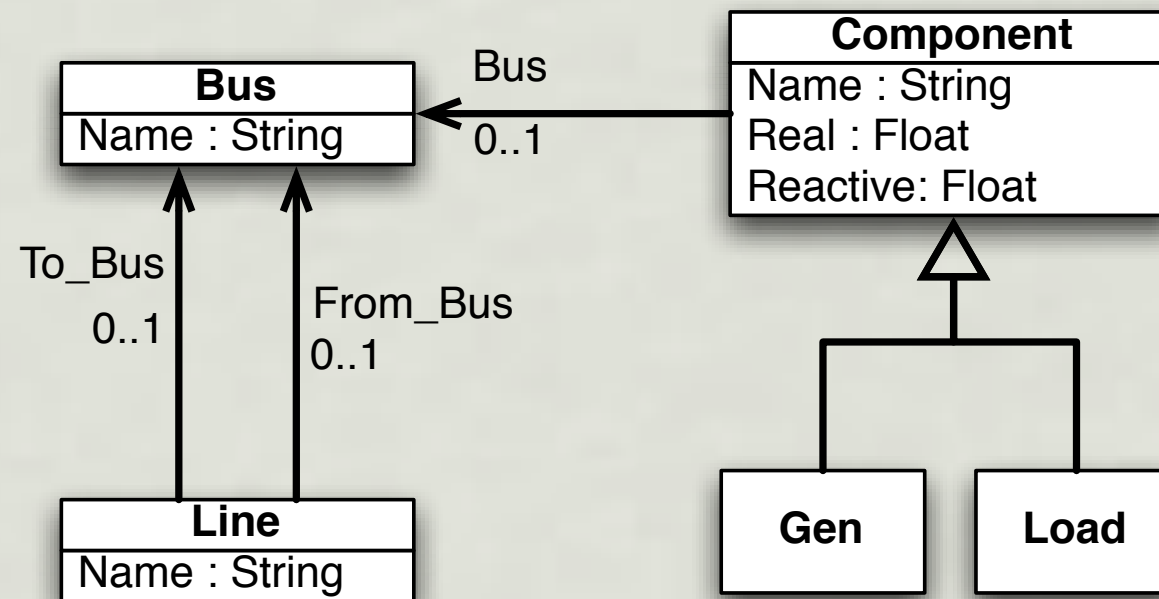 Bus
Name : String
Bus
0..1
Component
Name : String
Real : Float
Reactive: Float
To_Bus
0..1
From_Bus
0..1
Line
Name : String
Gen
Load